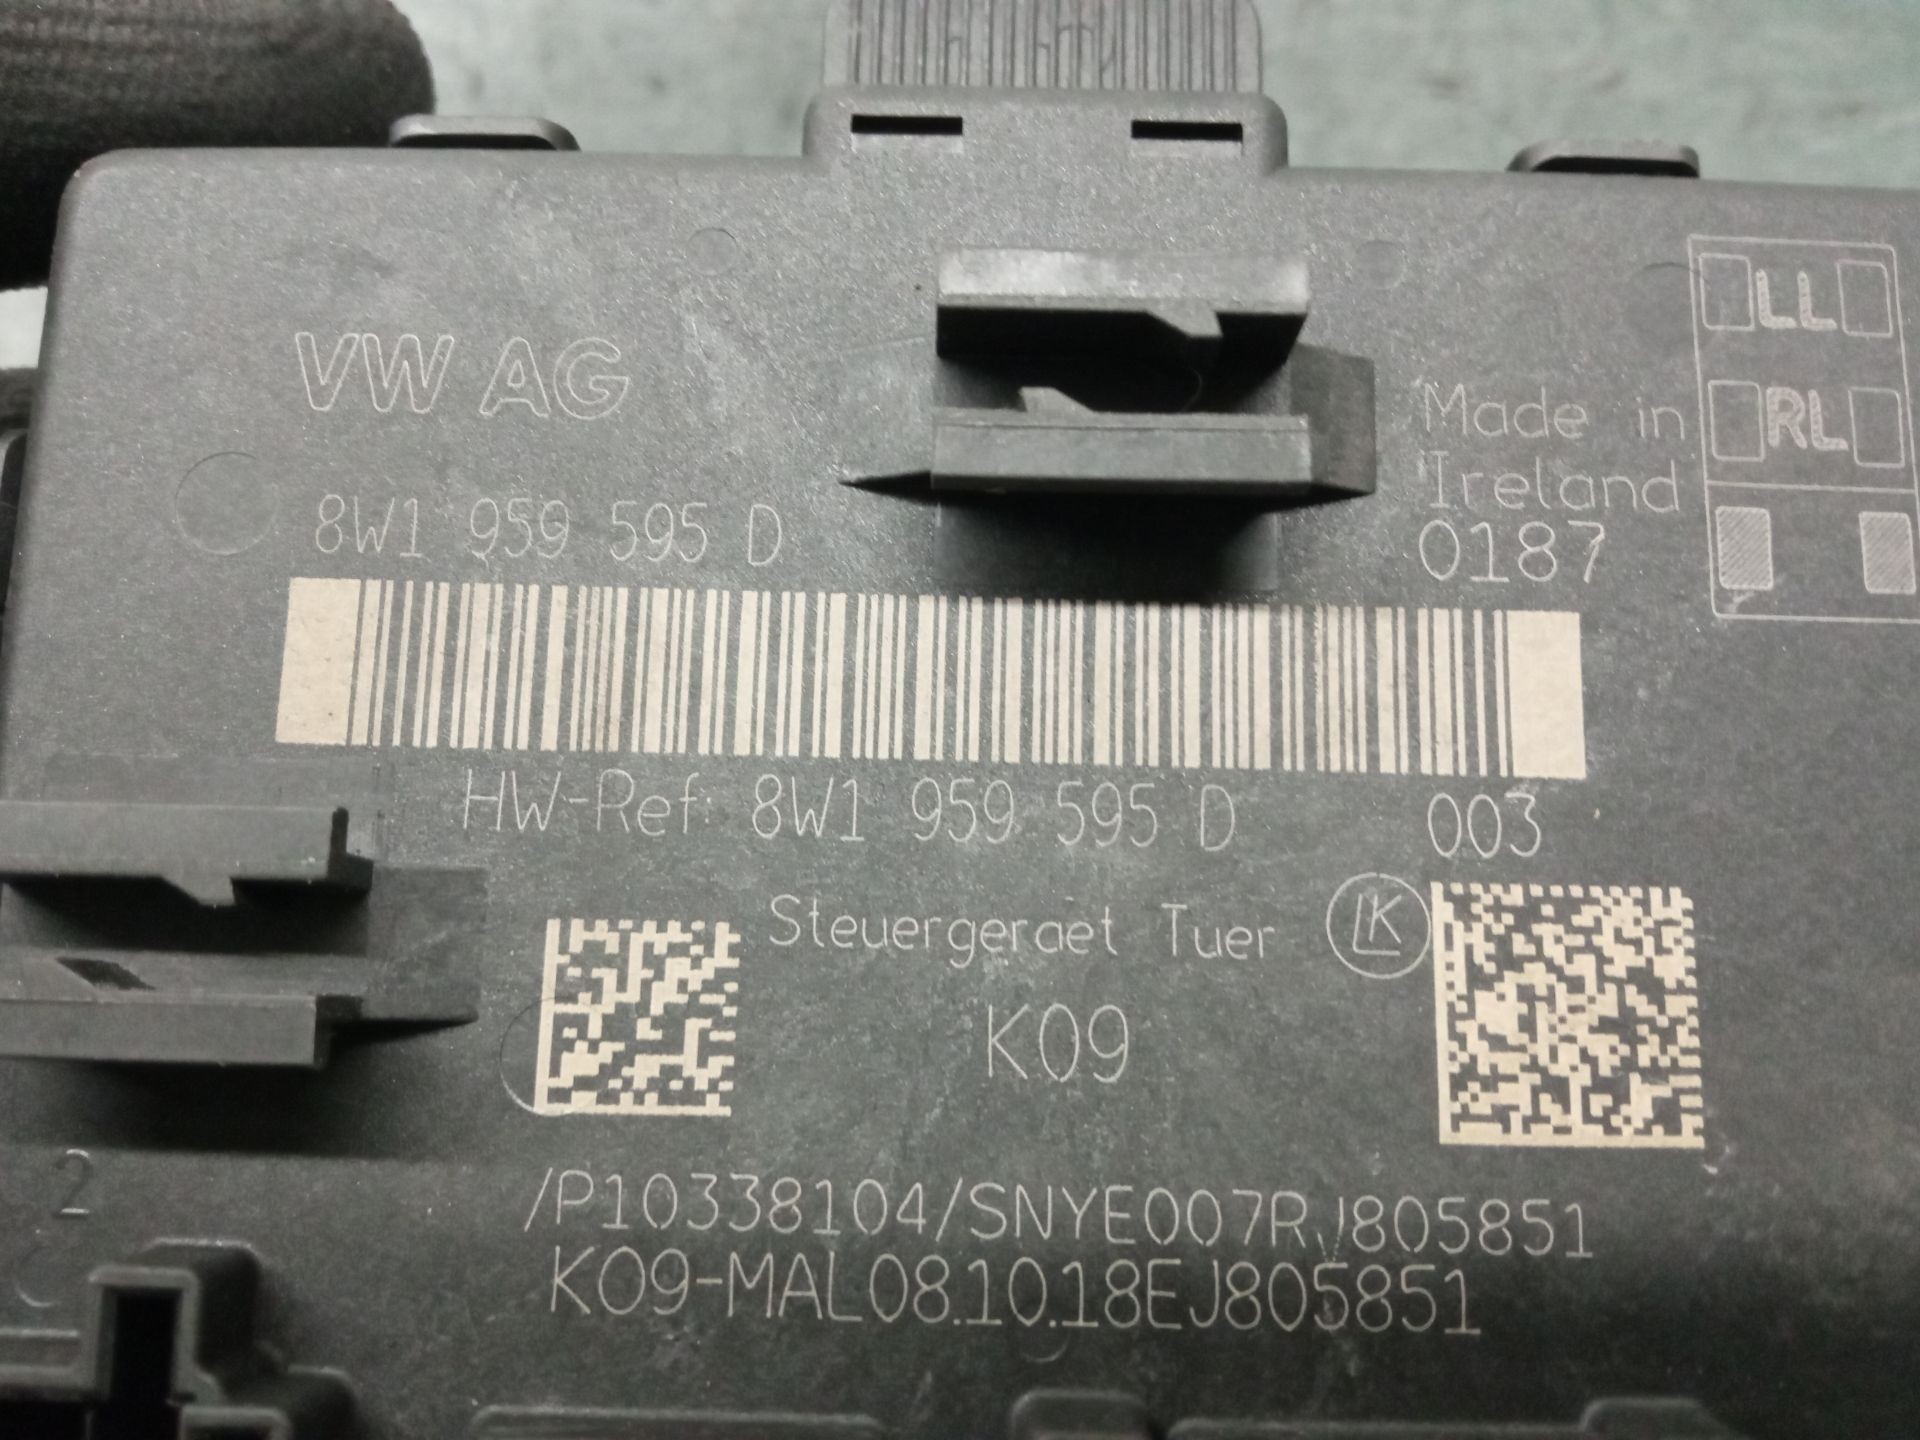 VW AG
LL
RL
Made in
Ireland
0187
8W1 959 595 D
HW-Ref: 8W1 959 595 D 003
Steuergeraet Tuer
LK
K09
2
/P10338104/SNYE007RJ805851
K09-MAL08.10.18EJ805851